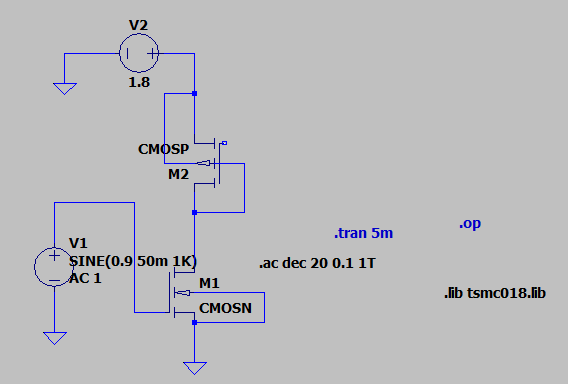 V2
1.8
CMOSP
M2
V1
SINE(0.9 50m 1K)
AC 1
M1
CMOSN
.tran 5m
.op
.ac dec 20 0.1 1T
.lib tsmc018.lib